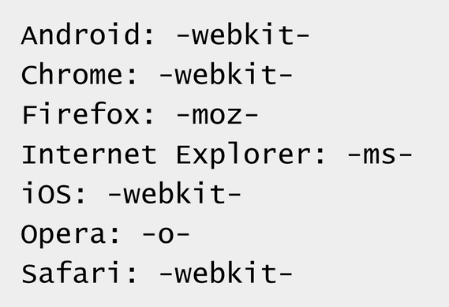 Android: -webkit-
Chrome: -webkit-
Firefox: -moz-
Internet Explorer: -ms-
iOS: -webkit-
Opera: -o-
Safari: -webkit-